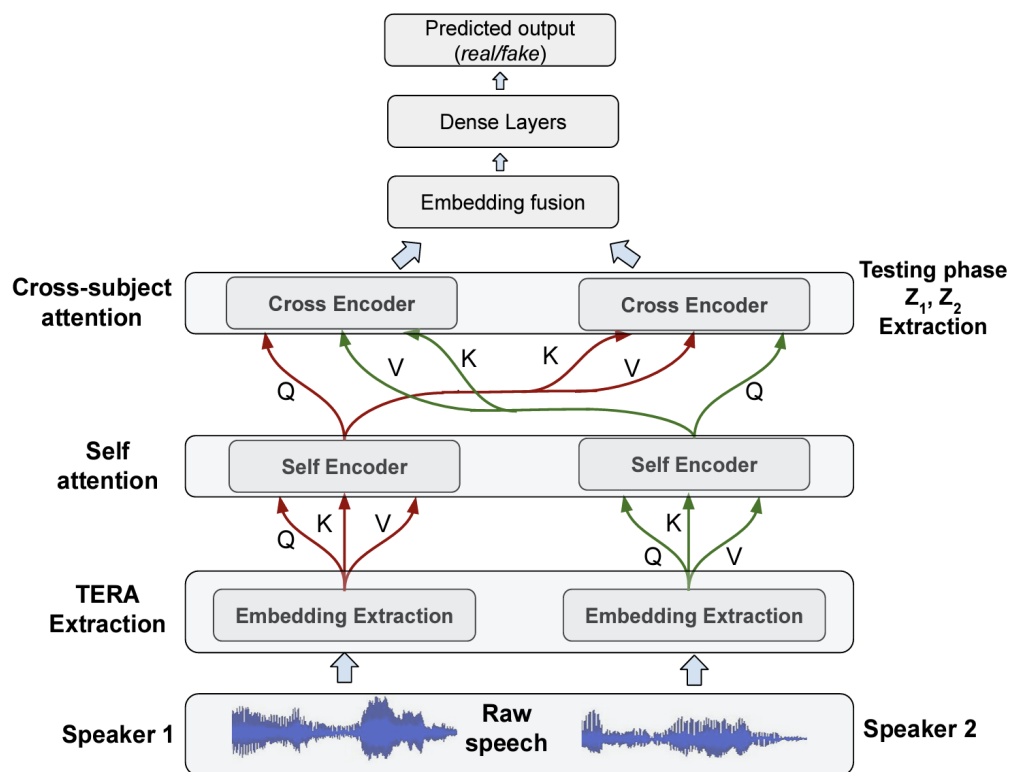 Predicted output
(real/fake)
Dense Layers
Embedding fusion
Cross-subject
attention
Cross Encoder
Cross Encoder
Testing phase
Z1, Z2
Extraction
Q
V
K
K
V
Q
Self
attention
Self Encoder
Self Encoder
Q
K
V
Q
K
V
TERA
Extraction
Embedding Extraction
Embedding Extraction
Speaker 1
Raw
speech
Speaker 2